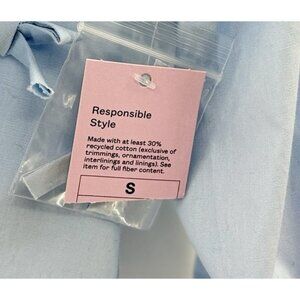 Responsible
Style
Made with at least 30%
recycled cotton (exclusive of
trimmings, ornamentation,
interlinings and linings). See
item for full fiber content.
S